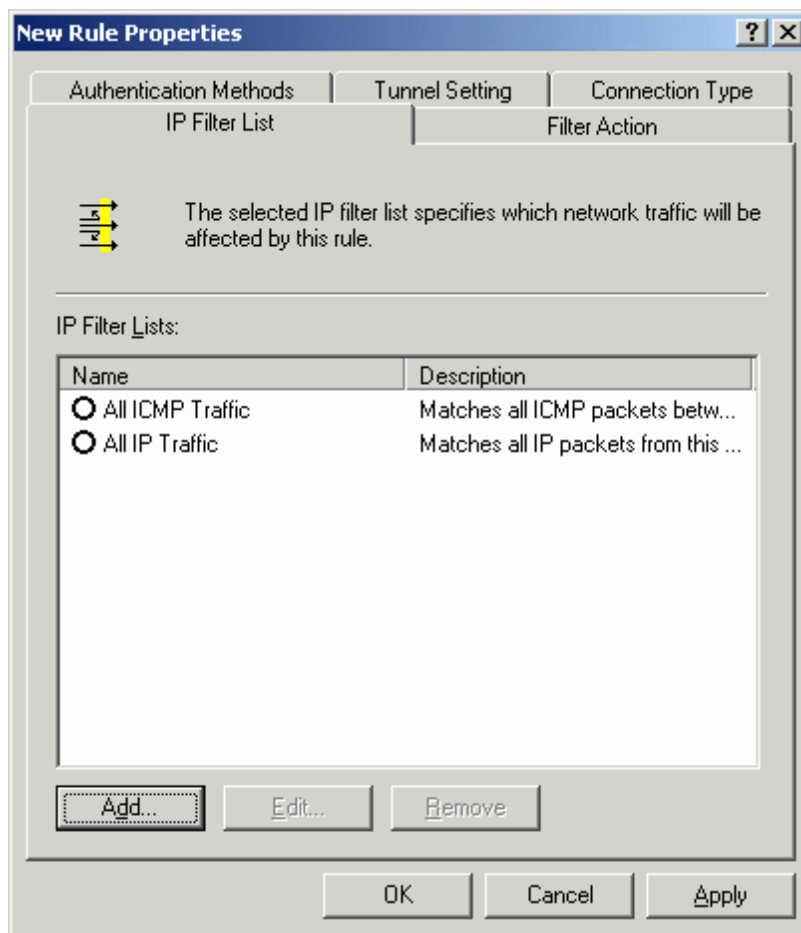 New Rule Properties
Authentication Methods
Tunnel Setting
Connection Type
IP Filter List
Filter Action
The selected IP filter list specifies which network traffic will be
affected by this rule.
IP Filter Lists:
Name Description
All ICMP Traffic Matches all ICMP packets betw...
All IP Traffic Matches all IP packets from this ...
Add... Edit... Remove
OK Cancel Apply